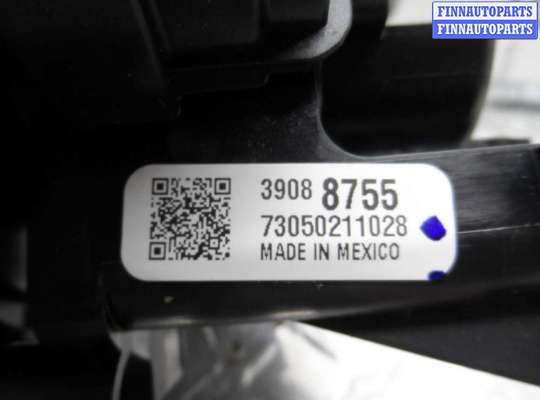 FINNAUTOPARTS
FINNAUTOPARTS
3908 8755
73050211028
MADE IN MEXICO